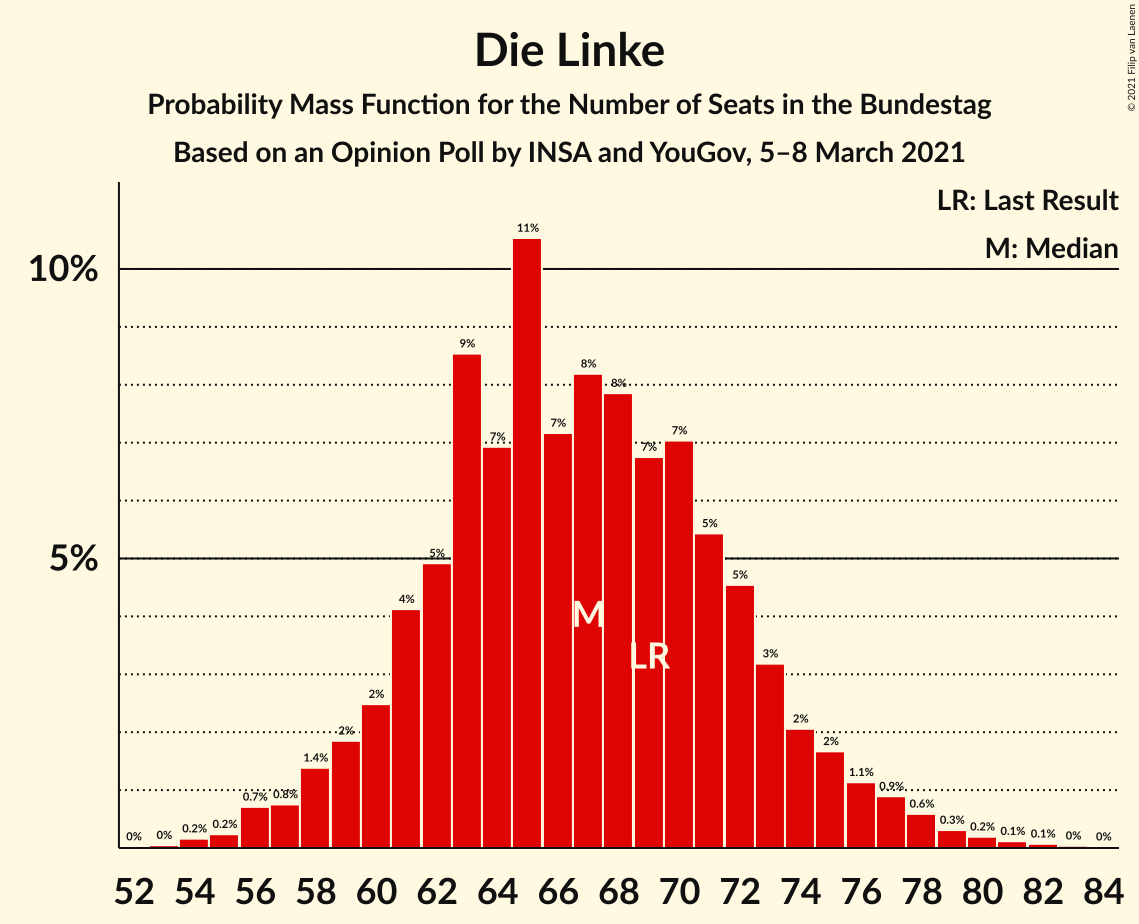 Die Linke
Probability Mass Function for the Number of Seats in the Bundestag
Based on an Opinion Poll by INSA and YouGov, 5–8 March 2021
© 2021 Filip van Laenen
LR: Last Result
M: Median
10%
5%
0% 0% 0.2% 0.2% 0.7% 0.8% 1.4% 2% 2% 4% 5% 9% 7% 11% 7% 8% 8% 7% 7% 5% 5% 3% 2% 2% 1.1% 0.9% 0.6% 0.3% 0.2% 0.1% 0.1% 0% 0%
M
LR
52 54 56 58 60 62 64 66 68 70 72 74 76 78 80 82 84